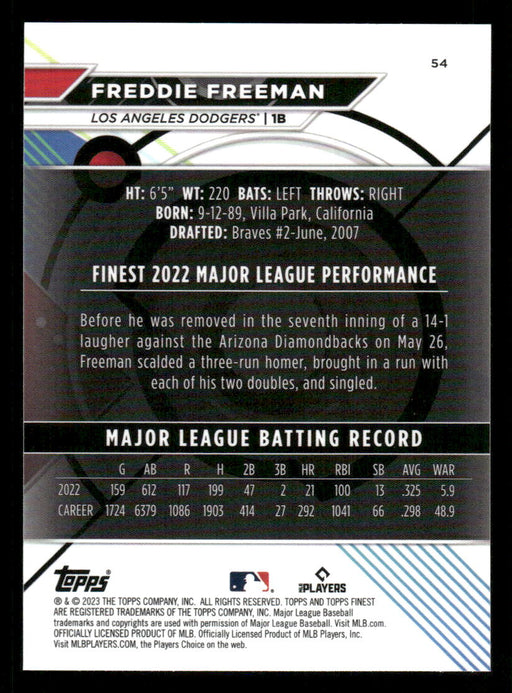 54
FREDDIE FREEMAN
LOS ANGELES DODGERS® | 1B
HT: 6'5" WT: 220 BATS: LEFT THROWS: RIGHT
BORN: 9-12-89, Villa Park, California
DRAFTED: Braves #2-June, 2007
FINEST 2022 MAJOR LEAGUE PERFORMANCE
Before he was removed in the seventh inning of a 14-1
laugher against the Arizona Diamondbacks on May 26,
Freeman scalded a three-run homer, brought in a run with
each of his two doubles, and singled.
MAJOR LEAGUE BATTING RECORD
G AB R H 2B 3B HR RBI SB AVG WAR
2022 159 612 117 199 47 2 21 100 13 .325 5.9
CAREER 1724 6379 1086 1903 414 27 292 1041 66 .298 48.9
topps
MLB PLAYERS
® & © 2023 THE TOPPS COMPANY, INC. ALL RIGHTS RESERVED. TOPPS AND TOPPS FINEST
ARE REGISTERED TRADEMARKS OF THE TOPPS COMPANY, INC. Major League Baseball
trademarks and copyrights are used with permission of Major League Baseball. Visit MLB.com.
OFFICIALLY LICENSED PRODUCT OF MLB. Officially Licensed Product of MLB Players, Inc.
Visit MLBPLAYERS.COM, the Players Choice on the web.